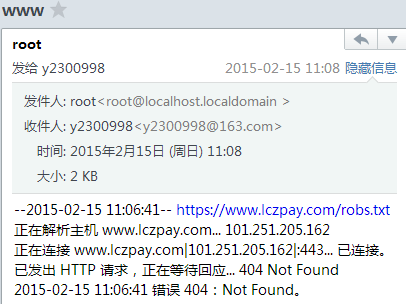 www
root
发给 y2300998 2015-02-15 11:08 隐藏信息
发件人: root<root@localhost.localdomain >
收件人: y2300998<y2300998@163.com>
时间: 2015年2月15日 (周日) 11:08
大小: 2 KB
--2015-02-15 11:06:41-- https://www.lczpay.com/robs.txt
正在解析主机 www.lczpay.com... 101.251.205.162
正在连接 www.lczpay.com|101.251.205.162|:443... 已连接。
已发出 HTTP 请求，正在等待回应... 404 Not Found
2015-02-15 11:06:41 错误 404：Not Found。